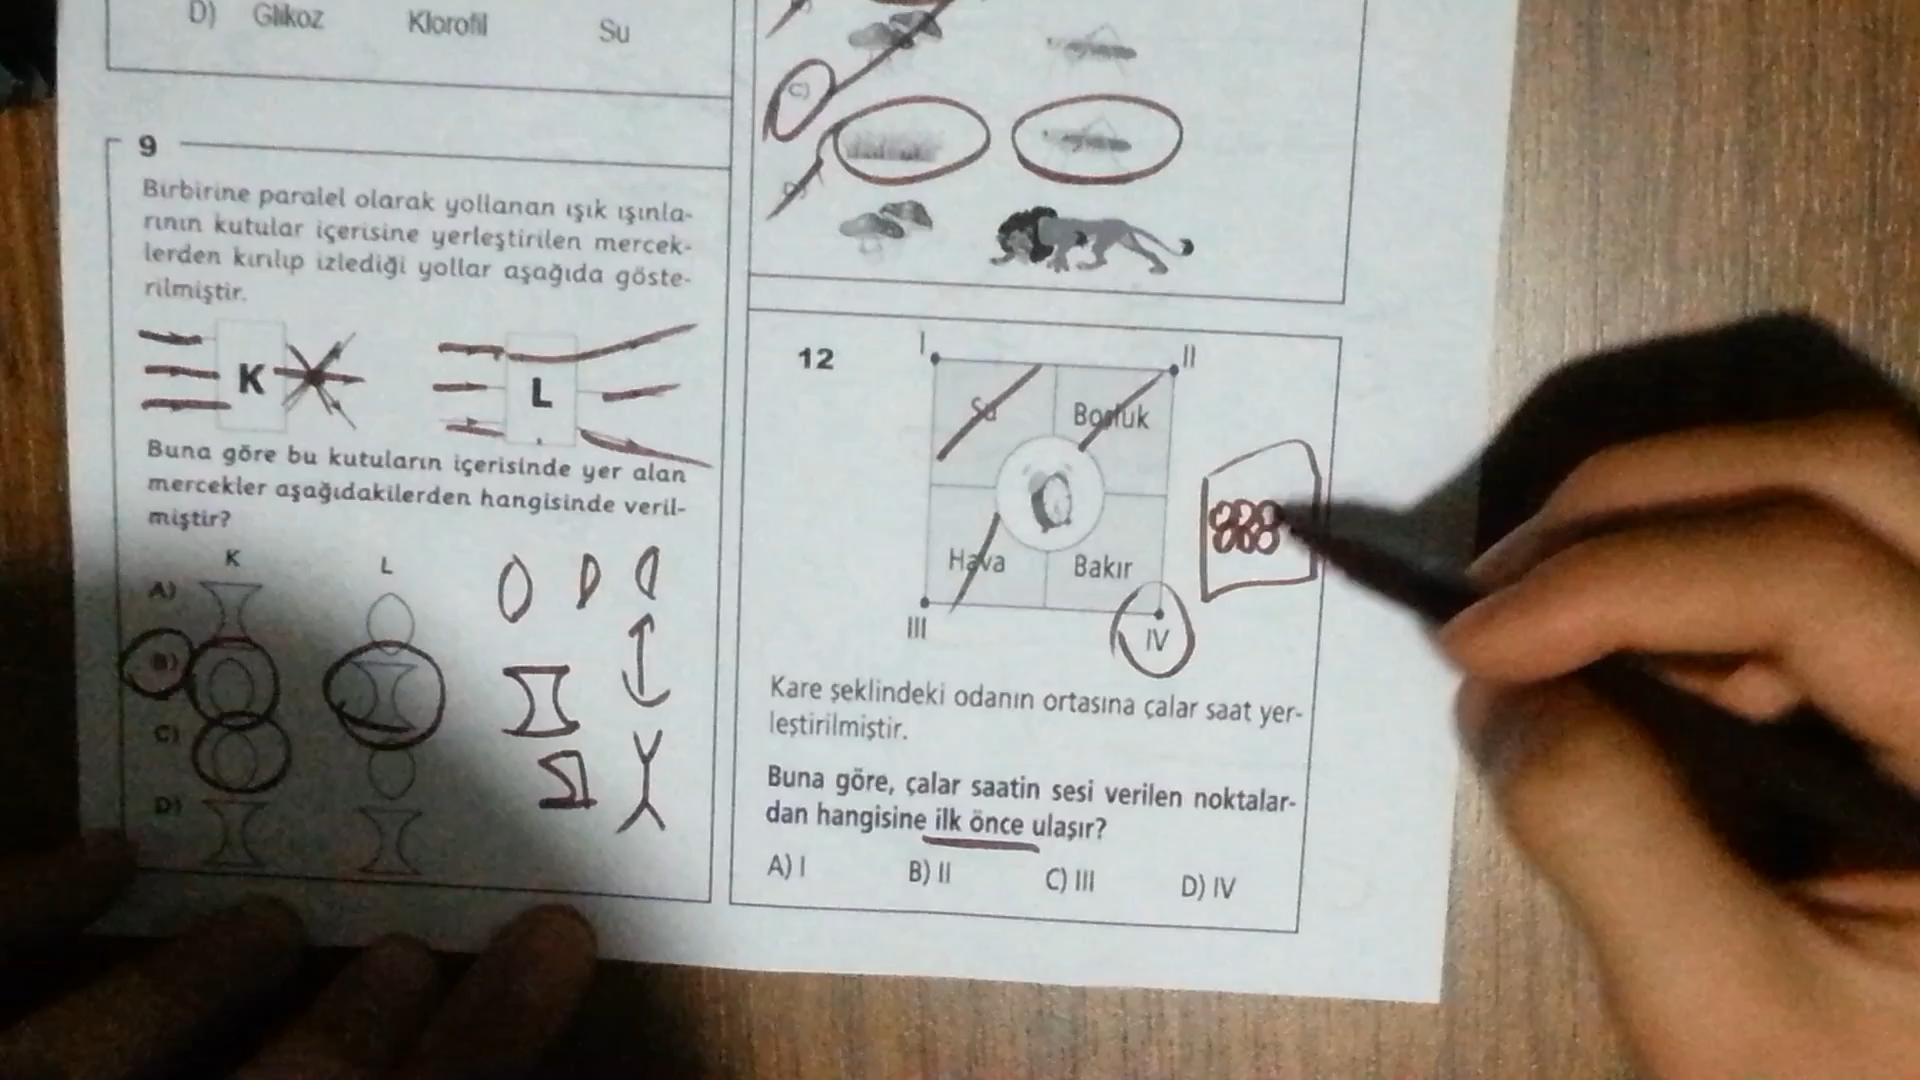 D) Glikoz Klorofil Su
9
Birbirine paralel olarak yollanan ışık ışınla-
rının kutular içerisine yerleştirilen mercek-
lerden kırılıp izlediği yollar aşağıda göste-
rilmiştir.
K L
Buna göre bu kutuların içerisinde yer alan
mercekler aşağıdakilerden hangisinde veril-
miştir?
K L
A)
B)
C)
D)
C)
D)
12
I II
Su Boşluk
Hava Bakır
III IV
Kare şeklindeki odanın ortasına çalar saat yer-
leştirilmiştir.
Buna göre, çalar saatin sesi verilen noktalar-
dan hangisine ilk önce ulaşır?
A) I B) II C) III D) IV